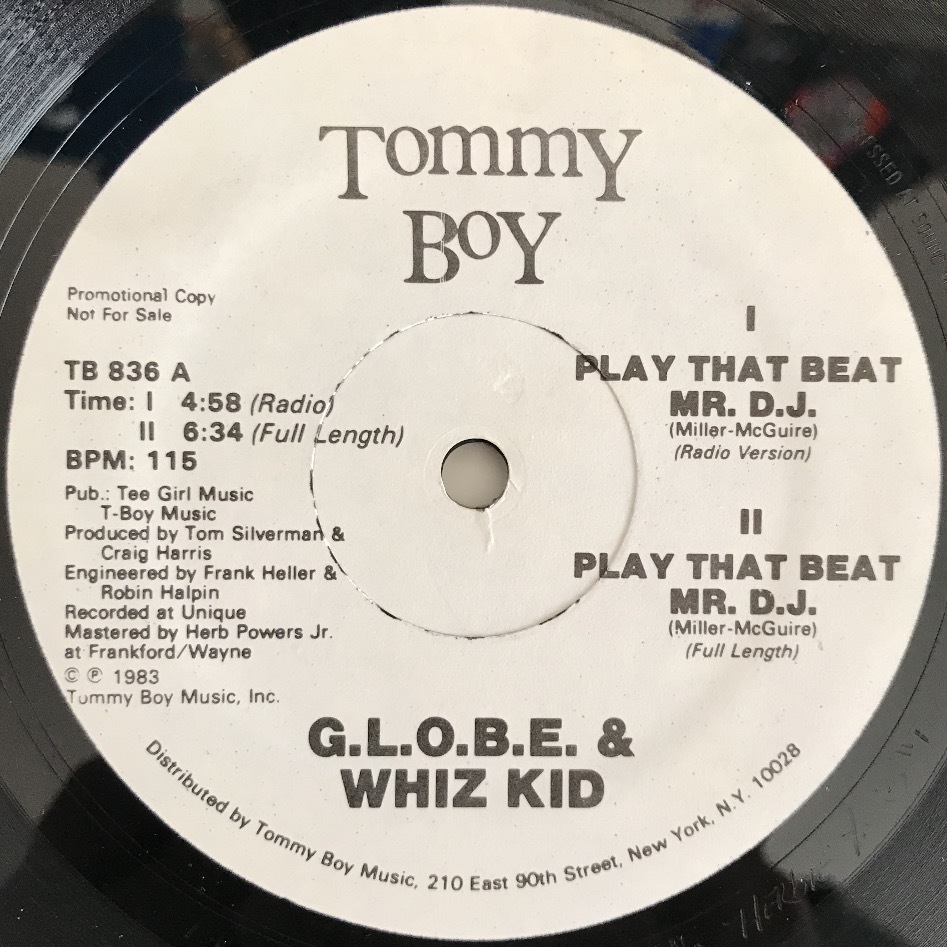 Tommy
Boy
Promotional Copy
Not For Sale
TB 836 A
Time: I 4:58 (Radio)
II 6:34 (Full Length)
BPM: 115
Pub.: Tee Girl Music
T-Boy Music
Produced by Tom Silverman &
Craig Harris
Engineered by Frank Heller &
Robin Halpin
Recorded at Unique
Mastered by Herb Powers Jr.
at Frankford/Wayne
© ℗ 1983
Tommy Boy Music, Inc.
I
PLAY THAT BEAT
MR. D.J.
(Miller-McGuire)
(Radio Version)
II
PLAY THAT BEAT
MR. D.J.
(Miller-McGuire)
(Full Length)
G.L.O.B.E. &
WHIZ KID
Distributed by Tommy Boy Music, 210 East 90th Street, New York, N.Y. 10028